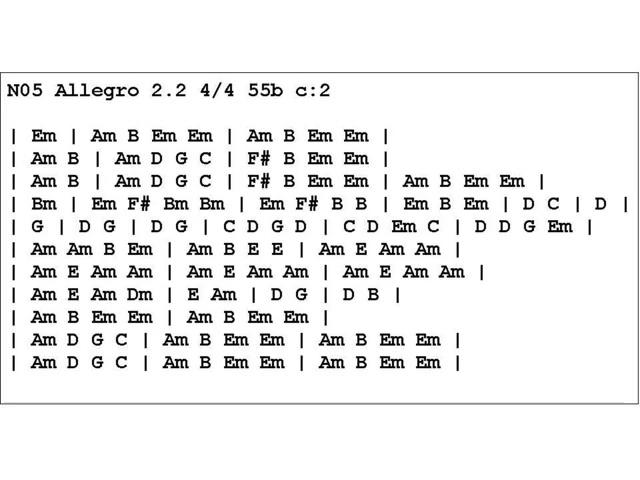 N05 Allegro 2.2 4/4 55b c:2
| Em | Am B Em Em | Am B Em Em |
| Am B | Am D G C | F# B Em Em |
| Am B | Am D G C | F# B Em Em | Am B Em Em |
| Bm | Em F# Bm Bm | Em F# B B | Em B Em | D C | D |
| G | D G | D G | C D G D | C D Em C | D D G Em |
| Am Am B Em | Am B E E | Am E Am Am |
| Am E Am Am | Am E Am Am | Am E Am Am |
| Am E Am Dm | E Am | D G | D B |
| Am B Em Em | Am B Em Em |
| Am D G C | Am B Em Em | Am B Em Em |
| Am D G C | Am B Em Em | Am B Em Em |